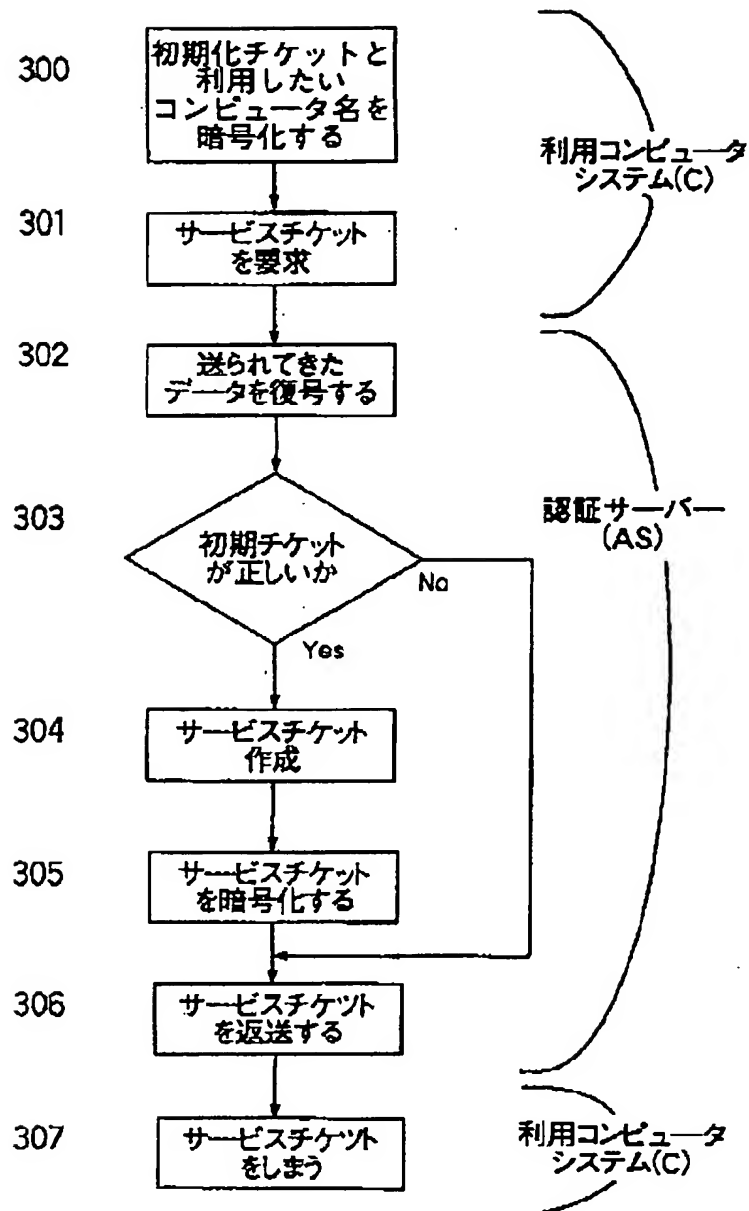 300
初期化チケットと
利用したい
コンピュータ名を
暗号化する
利用コンピュータ
システム(C)
301
サービスチケット
を要求
302
送られてきた
データを復号する
303
初期チケット
が正しいか
No
Yes
認証サーバー
(AS)
304
サービスチケット
作成
305
サービスチケット
を暗号化する
306
サービスチケツト
を返送する
307
サービスチケツト
をしまう
利用コンピュータ
システム(C)